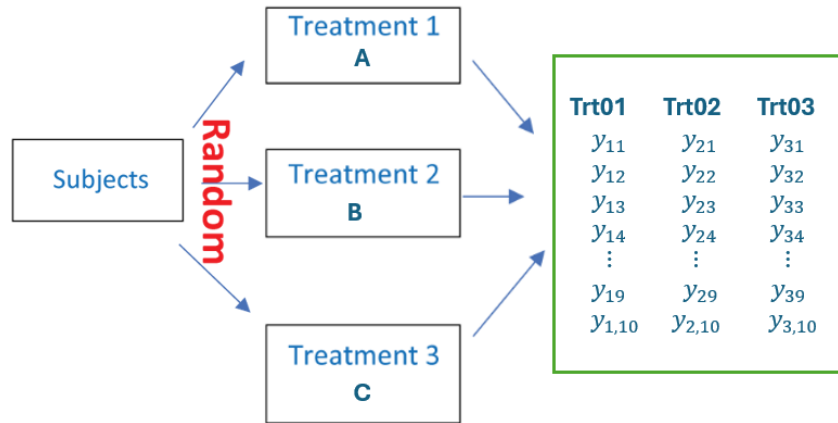 Subjects
Random
Treatment 1
A
Treatment 2
B
Treatment 3
C
Trt01 Trt02 Trt03
y₁₁ y₂₁ y₃₁
y₁₂ y₂₂ y₃₂
y₁₃ y₂₃ y₃₃
y₁₄ y₂₄ y₃₄
⋮ ⋮ ⋮
y₁₉ y₂₉ y₃₉
y₁,₁₀ y₂,₁₀ y₃,₁₀